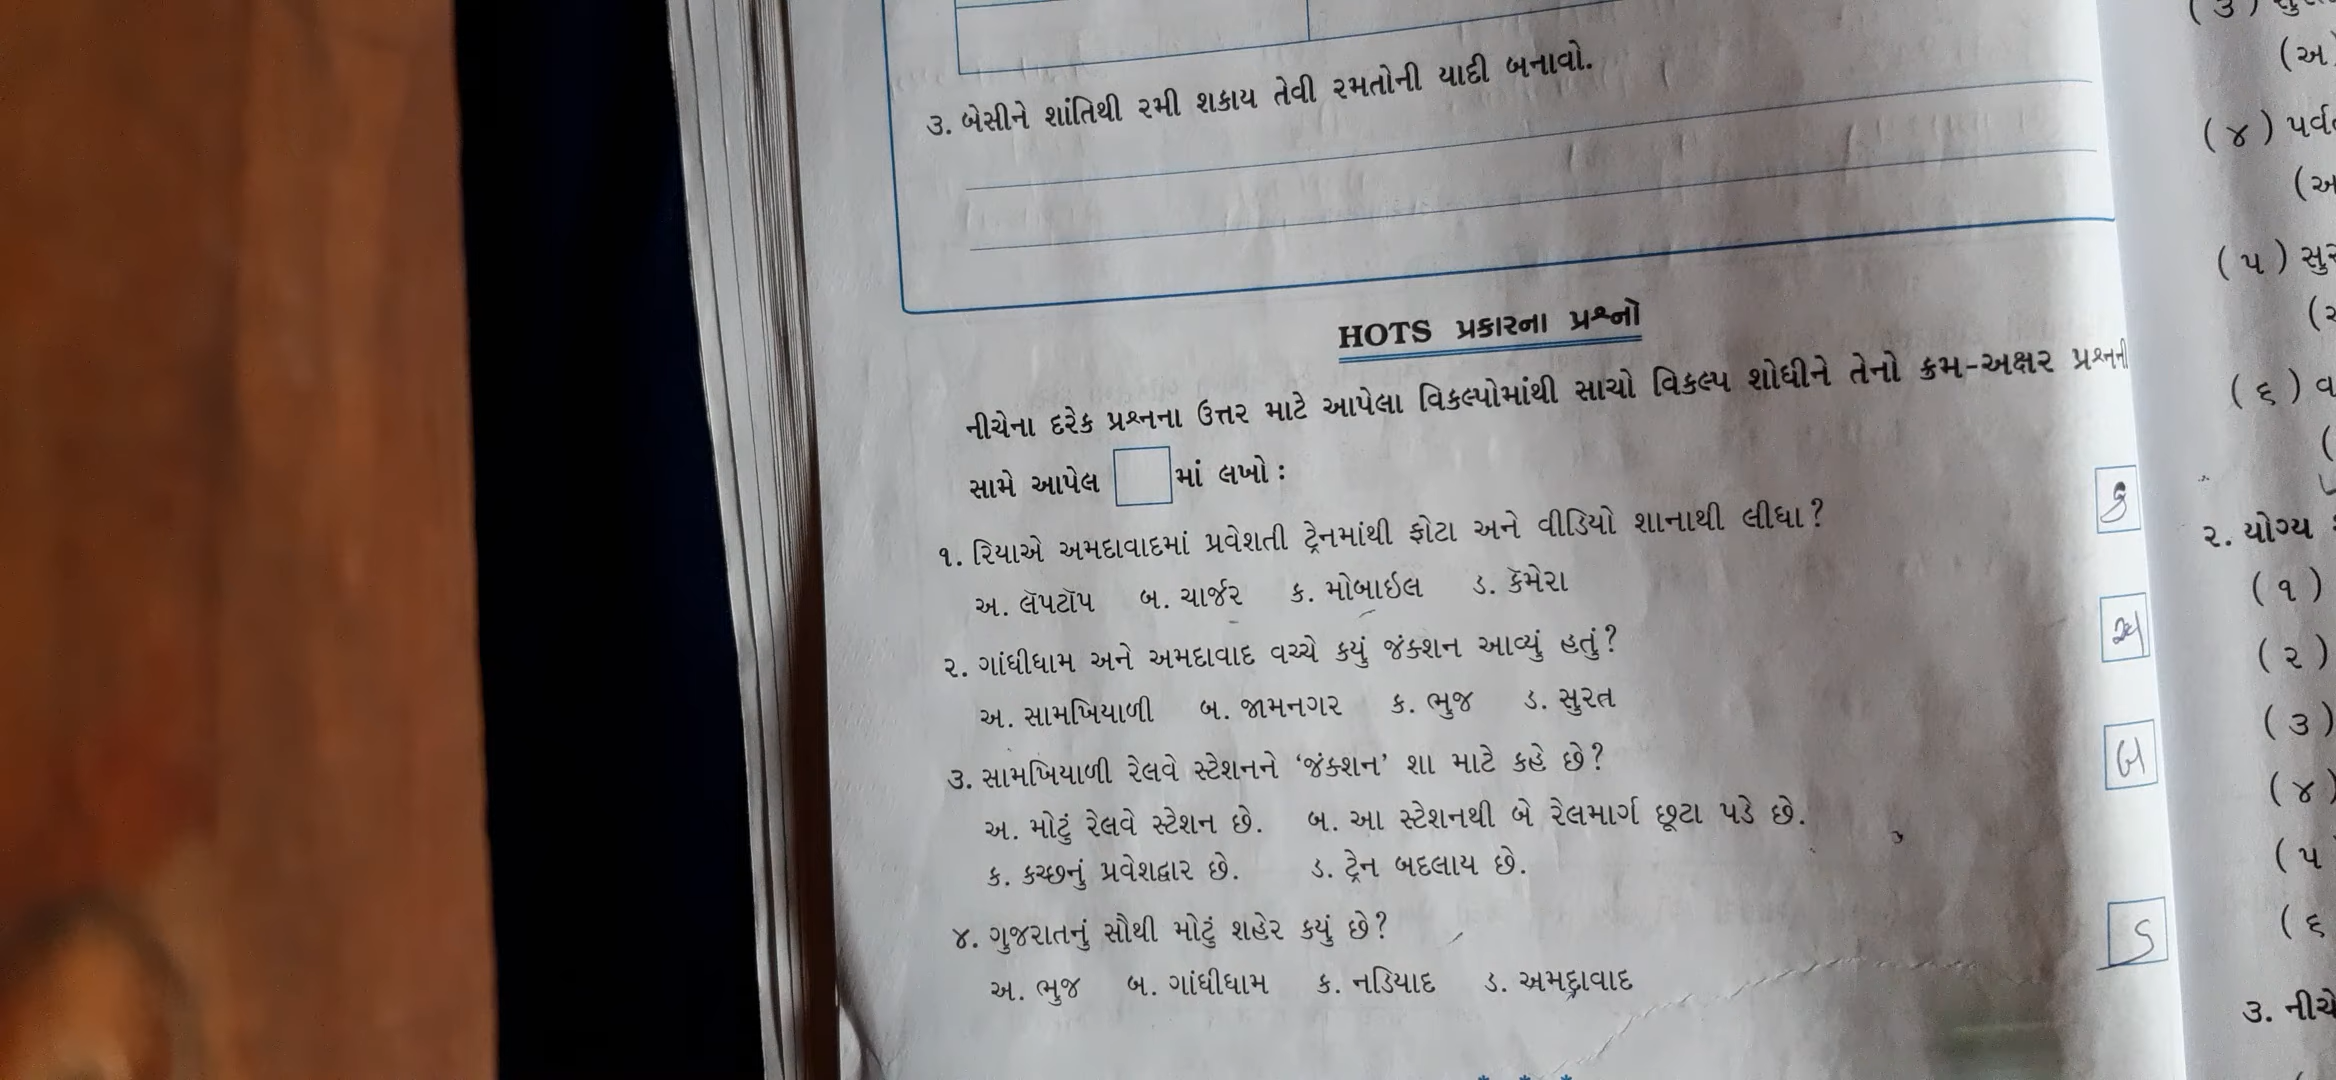 ૩. બેસીને શાંતિથી રમી શકાય તેવી રમતોની યાદી બનાવો.
HOTS પ્રકારના પ્રશ્નો
નીચેના દરેક પ્રશ્નના ઉત્તર માટે આપેલા વિકલ્પોમાંથી સાચો વિકલ્પ શોધીને તેનો ક્રમ-અક્ષર પ્રશ્નની
સામે આપેલ માં લખો :
૧. રિયાએ અમદાવાદમાં પ્રવેશતી ટ્રેનમાંથી ફોટા અને વીડિયો શાનાથી લીધા? ક
અ. લૅપટૉપ બ. ચાર્જર ક. મોબાઈલ ડ. કૅમેરા
૨. ગાંધીધામ અને અમદાવાદ વચ્ચે કયું જંક્શન આવ્યું હતું? અ
અ. સામખિયાળી બ. જામનગર ક. ભુજ ડ. સુરત
૩. સામખિયાળી રેલવે સ્ટેશનને ‘જંક્શન’ શા માટે કહે છે? બ
અ. મોટું રેલવે સ્ટેશન છે. બ. આ સ્ટેશનથી બે રેલમાર્ગ છૂટા પડે છે.
ક. કચ્છનું પ્રવેશદ્વાર છે. ડ. ટ્રેન બદલાય છે.
૪. ગુજરાતનું સૌથી મોટું શહેર કયું છે? ડ
અ. ભુજ બ. ગાંધીધામ ક. નડિયાદ ડ. અમદાવાદ
* * *
(૩)
(અ)
(૪)
(અ
(૫)
(૬)
૨. યોગ્ય
(૧)
(૨)
(૩)
(૪)
(૫
(૬
૩. નીચે